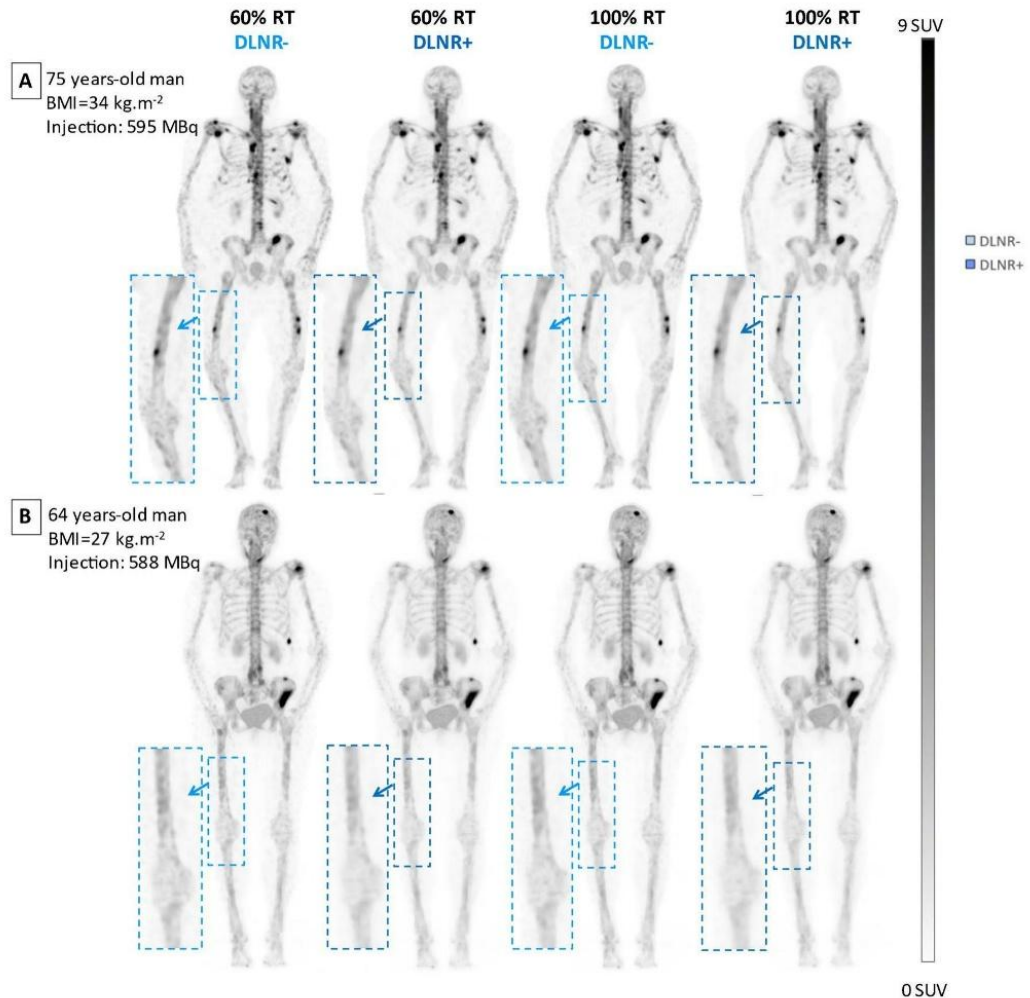 60% RT 60% RT 100% RT 100% RT
DLNR- DLNR+ DLNR- DLNR+
9 SUV
A 75 years-old man
BMI=34 kg.m-2
Injection: 595 MBq
DLNR-
DLNR+
B 64 years-old man
BMI=27 kg.m-2
Injection: 588 MBq
0 SUV